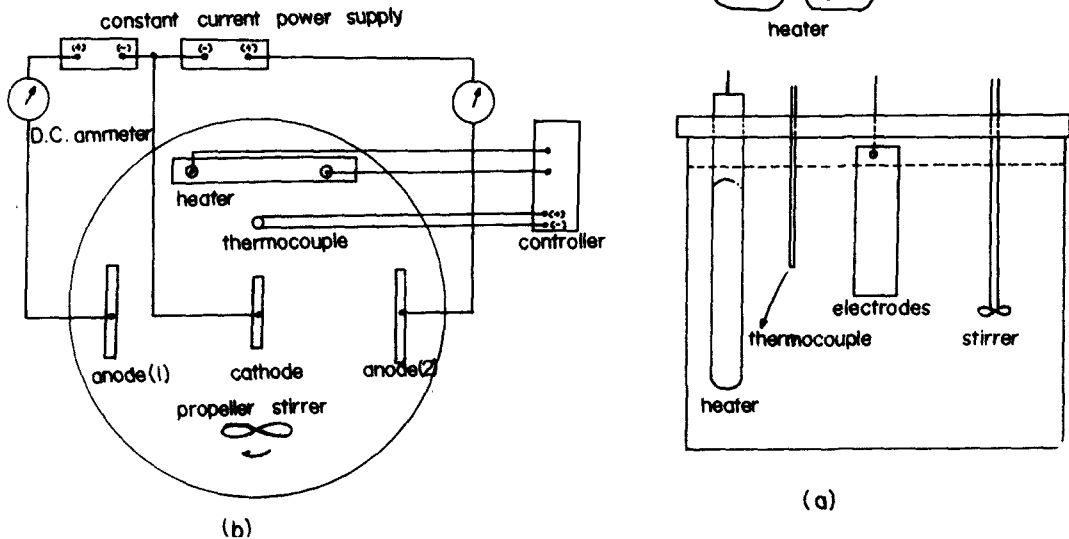 constant current power supply
(+) (-) (-) (+)
D.C. ammeter
heater
thermocouple
(+)
(-)
controller
anode(1)
cathode
anode(2)
propeller stirrer
(b)
heater
electrodes
thermocouple
stirrer
heater
(a)